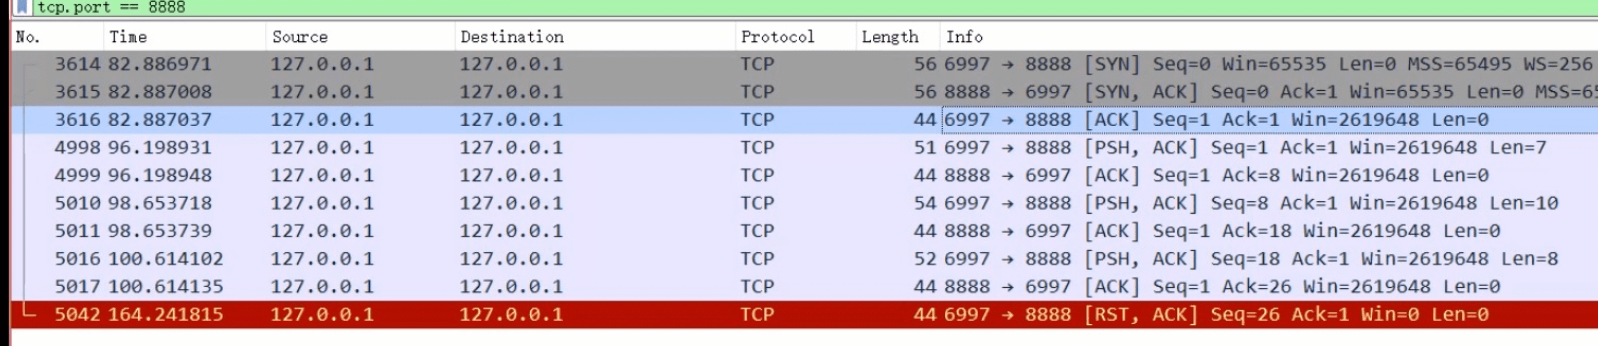 tcp.port == 8888
No. Time Source Destination Protocol Length Info
3614 82.886971 127.0.0.1 127.0.0.1 TCP 56 6997 → 8888 [SYN] Seq=0 Win=65535 Len=0 MSS=65495 WS=256
3615 82.887008 127.0.0.1 127.0.0.1 TCP 56 8888 → 6997 [SYN, ACK] Seq=0 Ack=1 Win=65535 Len=0 MSS=65
3616 82.887037 127.0.0.1 127.0.0.1 TCP 44 6997 → 8888 [ACK] Seq=1 Ack=1 Win=2619648 Len=0
4998 96.198931 127.0.0.1 127.0.0.1 TCP 51 6997 → 8888 [PSH, ACK] Seq=1 Ack=1 Win=2619648 Len=7
4999 96.198948 127.0.0.1 127.0.0.1 TCP 44 8888 → 6997 [ACK] Seq=1 Ack=8 Win=2619648 Len=0
5010 98.653718 127.0.0.1 127.0.0.1 TCP 54 6997 → 8888 [PSH, ACK] Seq=8 Ack=1 Win=2619648 Len=10
5011 98.653739 127.0.0.1 127.0.0.1 TCP 44 8888 → 6997 [ACK] Seq=1 Ack=18 Win=2619648 Len=0
5016 100.614102 127.0.0.1 127.0.0.1 TCP 52 6997 → 8888 [PSH, ACK] Seq=18 Ack=1 Win=2619648 Len=8
5017 100.614135 127.0.0.1 127.0.0.1 TCP 44 8888 → 6997 [ACK] Seq=1 Ack=26 Win=2619648 Len=0
5042 164.241815 127.0.0.1 127.0.0.1 TCP 44 6997 → 8888 [RST, ACK] Seq=26 Ack=1 Win=0 Len=0